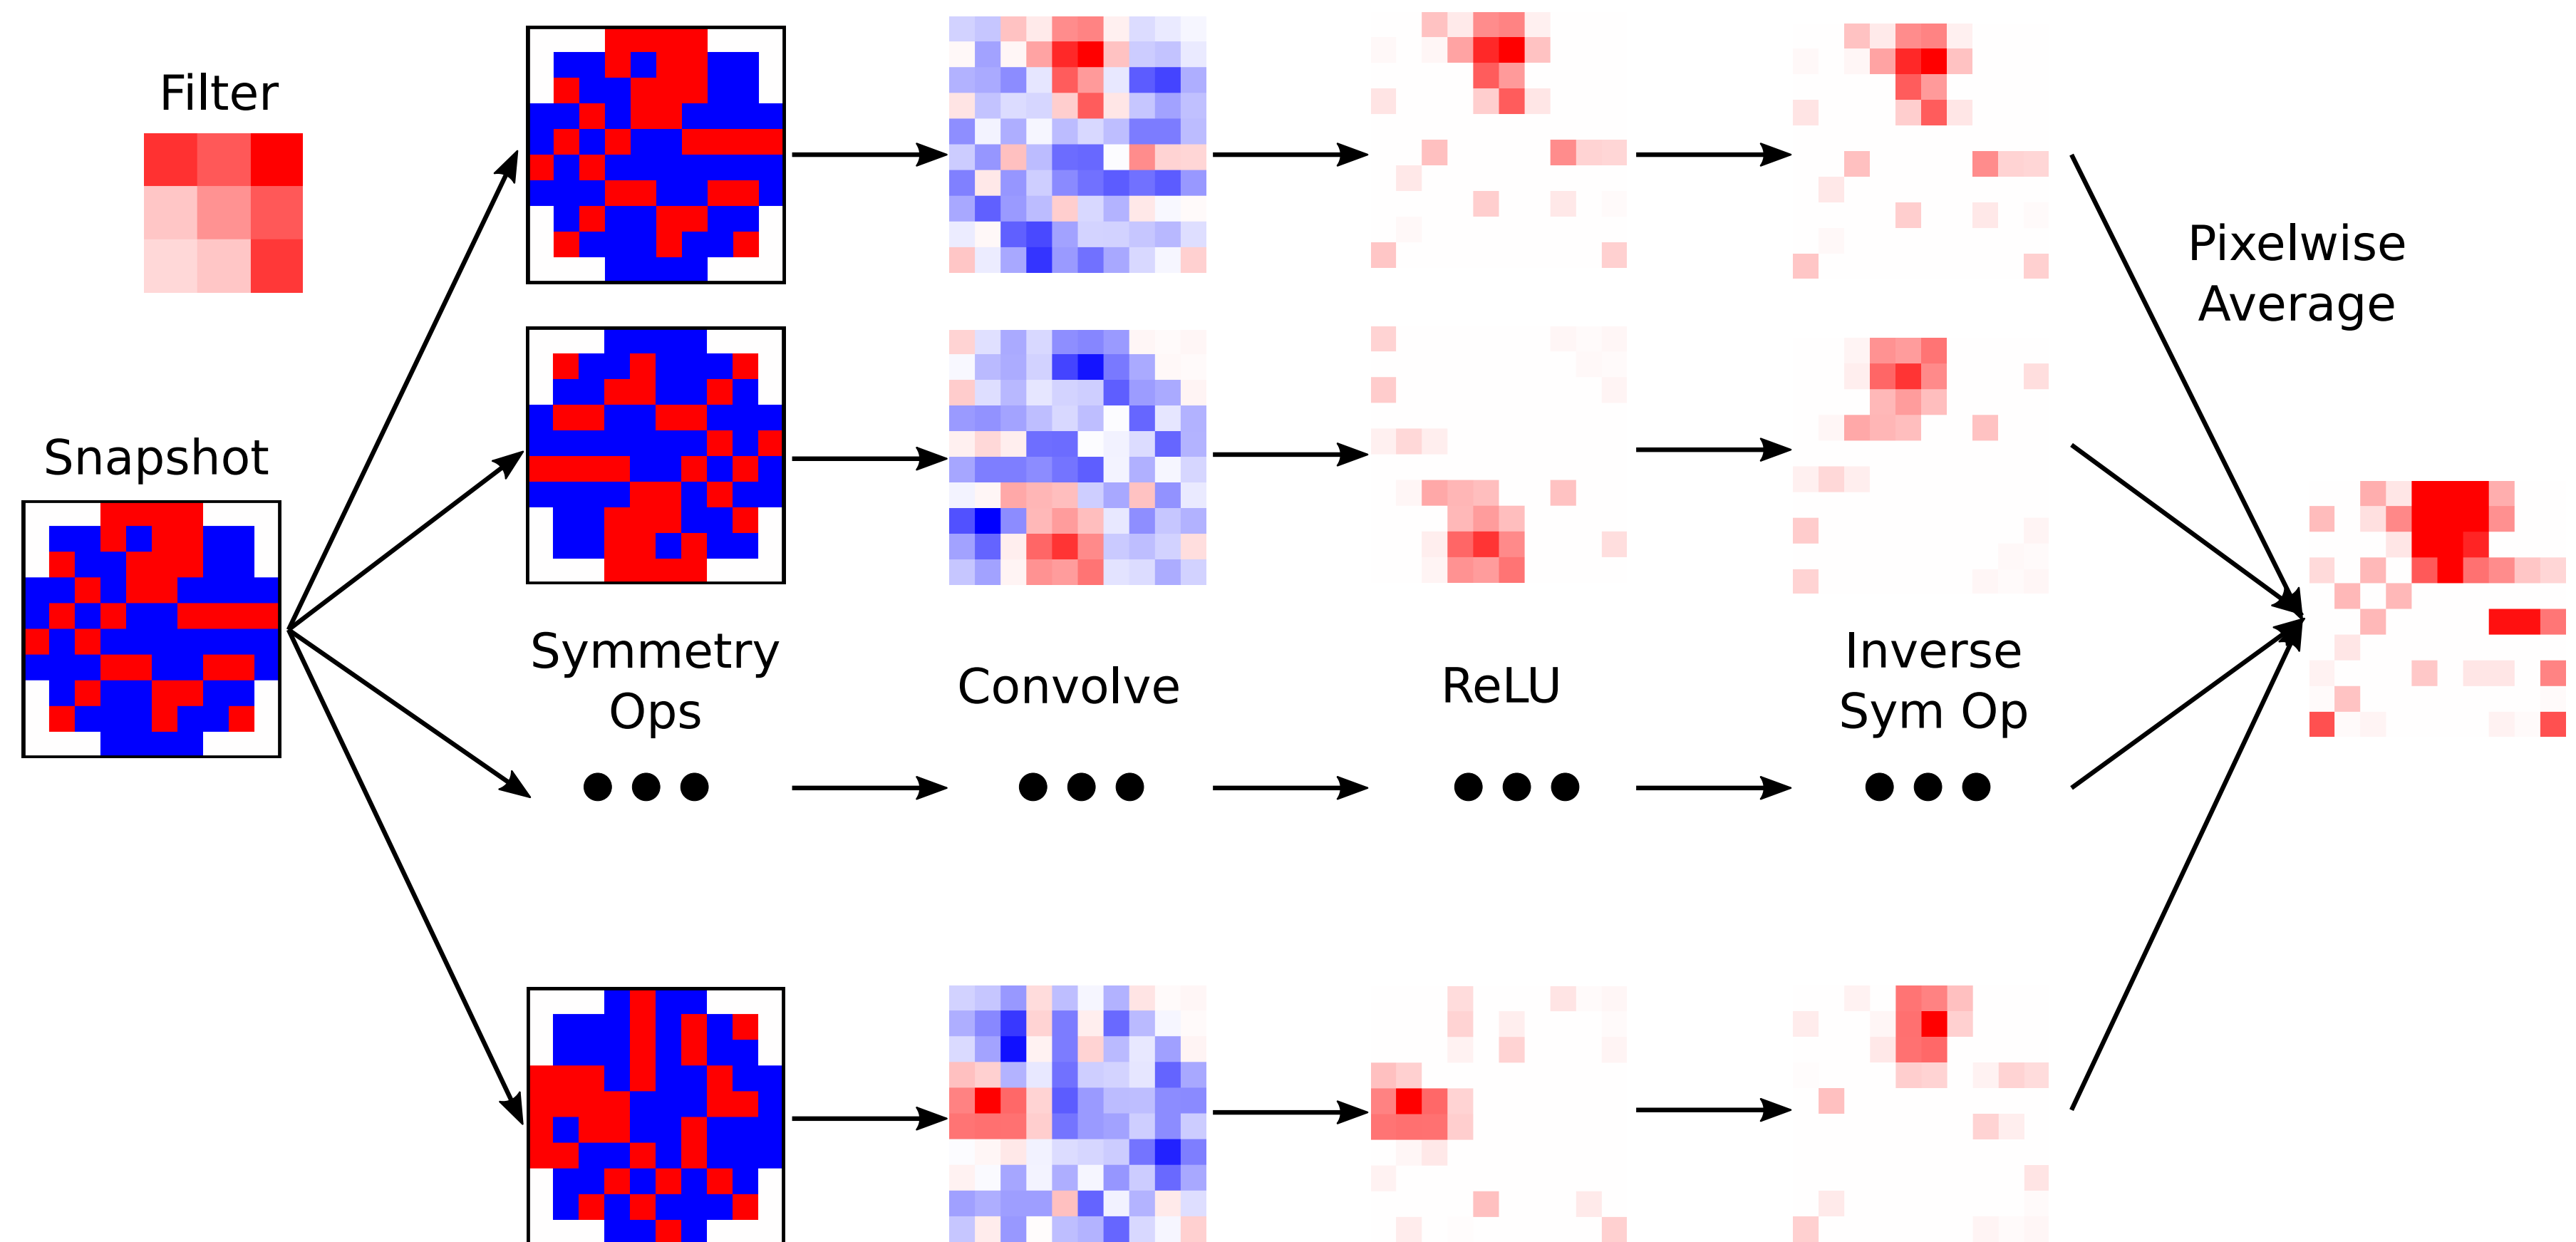 Filter
Snapshot
Symmetry
Ops
Convolve
ReLU
Inverse
Sym Op
Pixelwise
Average